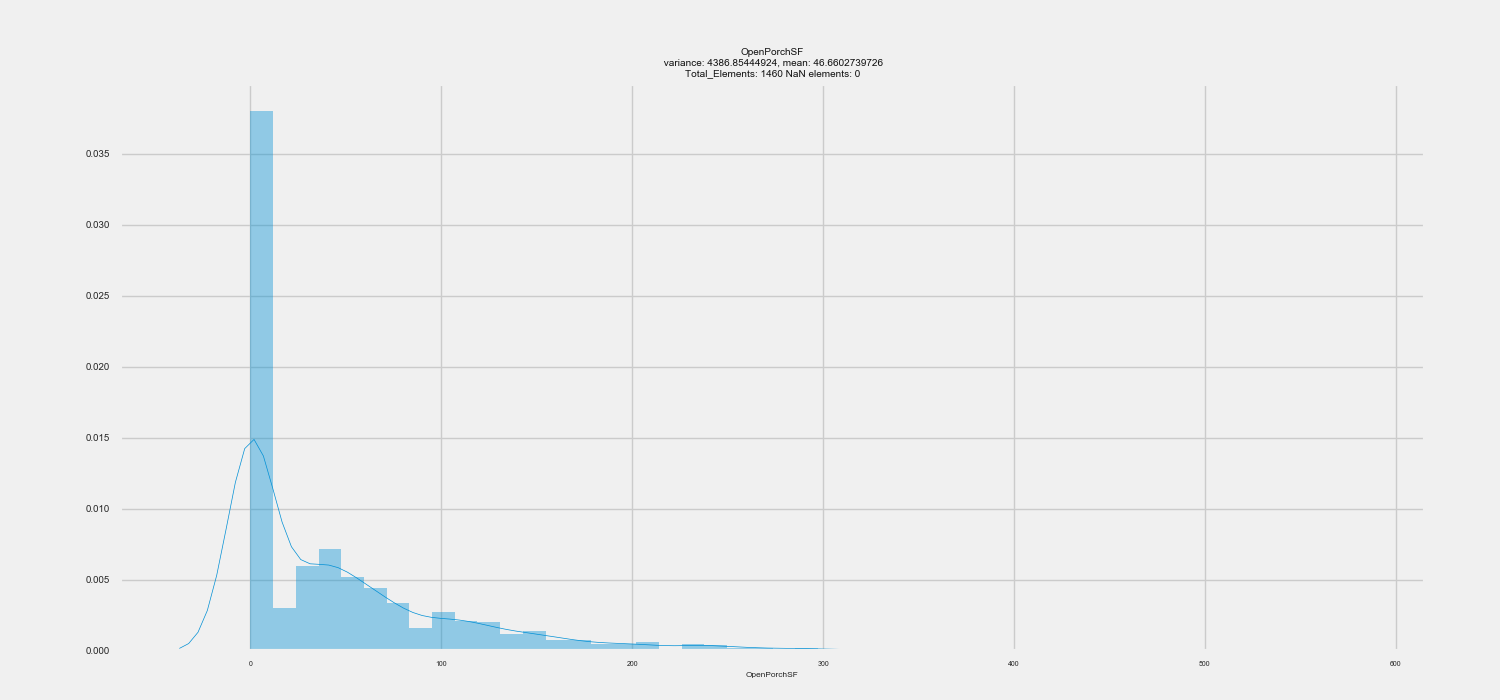 OpenPorchSF
variance: 4386.85444924, mean: 46.6602739726
Total_Elements: 1460 NaN elements: 0
0.035
0.030
0.025
0.020
0.015
0.010
0.005
0.000
0 100 200 300 400 500 600
OpenPorchSF